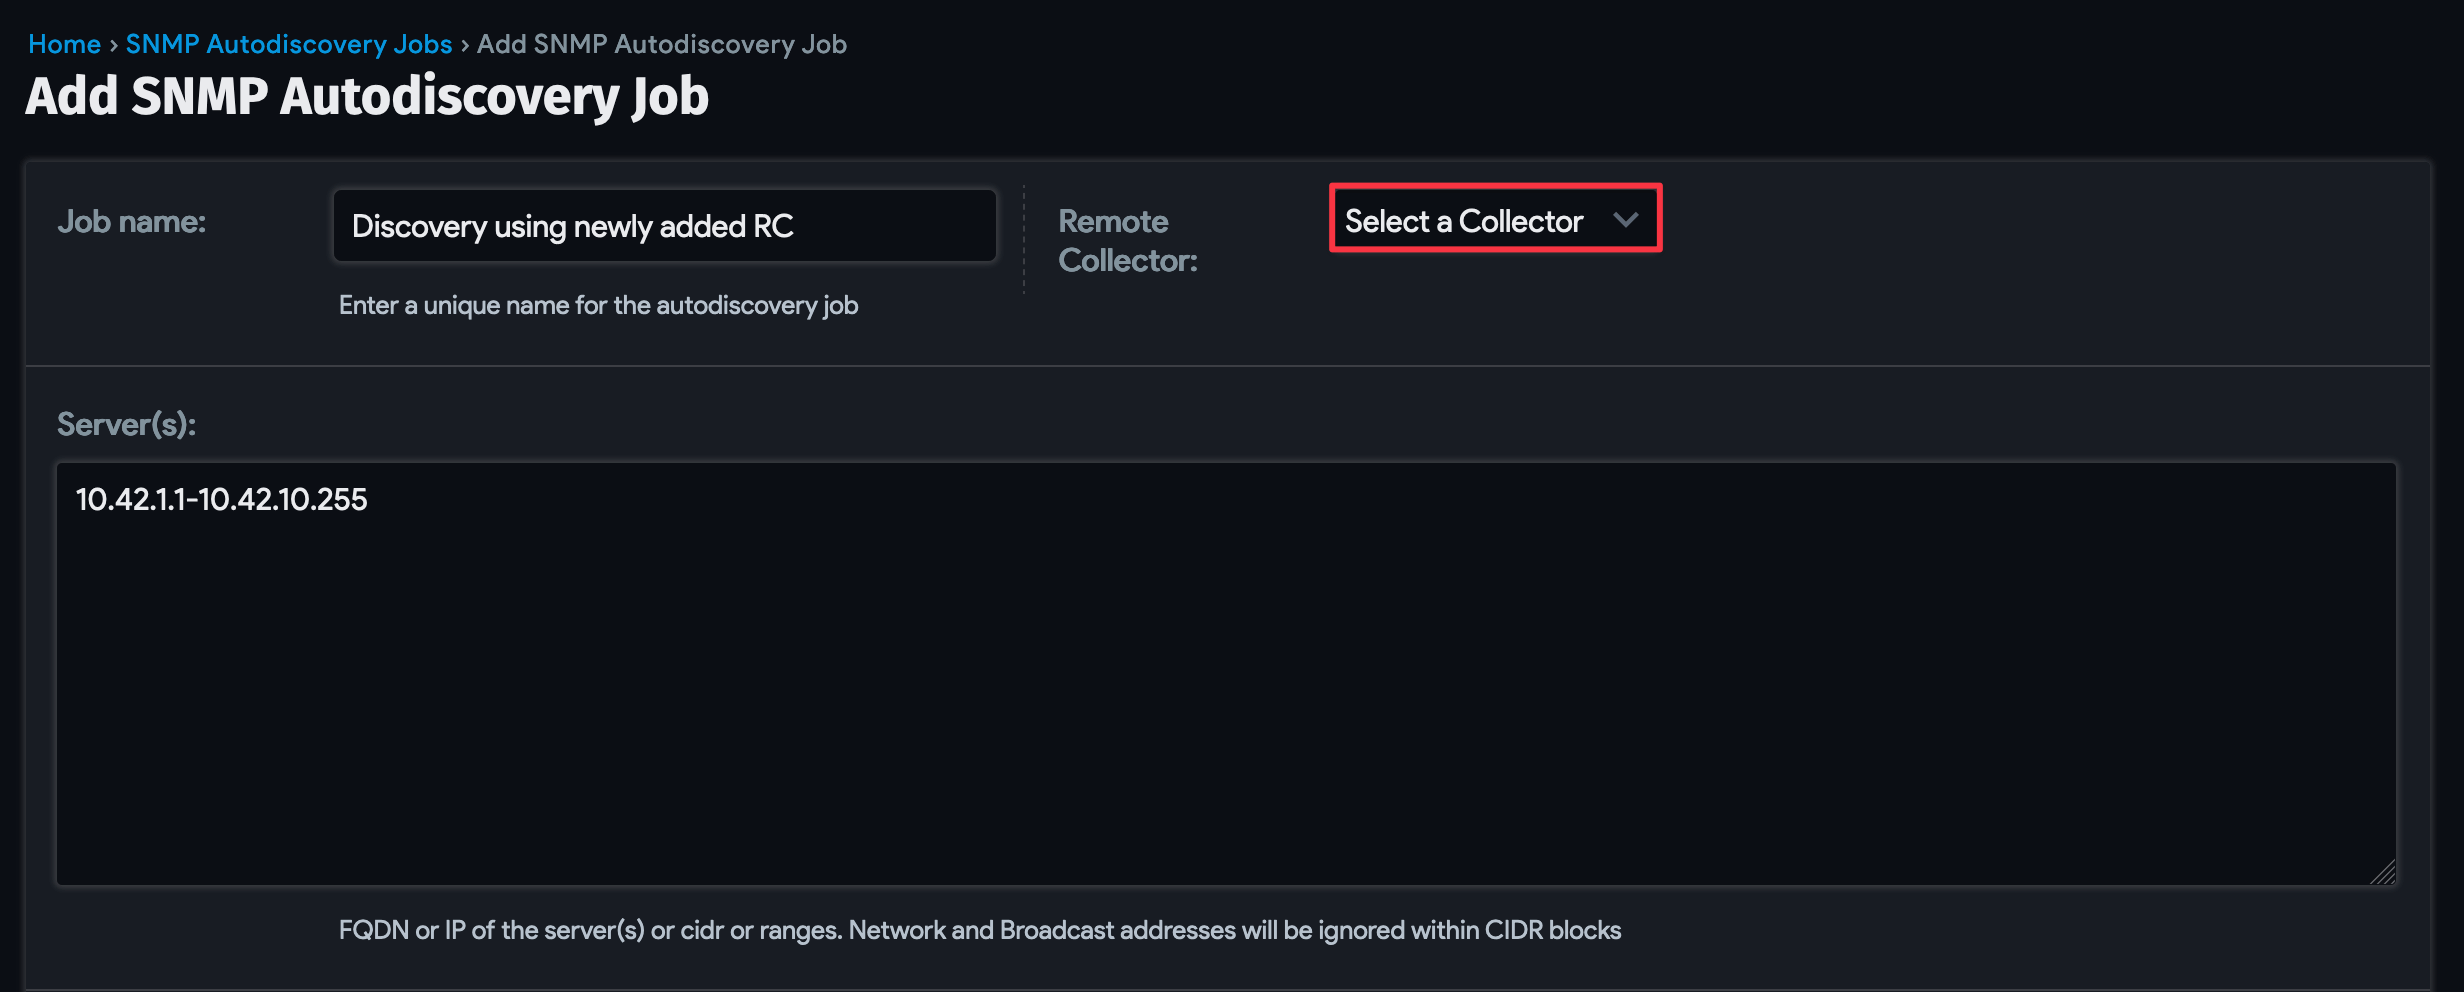 Home › SNMP Autodiscovery Jobs › Add SNMP Autodiscovery Job
Add SNMP Autodiscovery Job
Job name:
Discovery using newly added RC
Enter a unique name for the autodiscovery job
Remote
Collector:
Select a Collector
Server(s):
10.42.1.1-10.42.10.255
FQDN or IP of the server(s) or cidr or ranges. Network and Broadcast addresses will be ignored within CIDR blocks